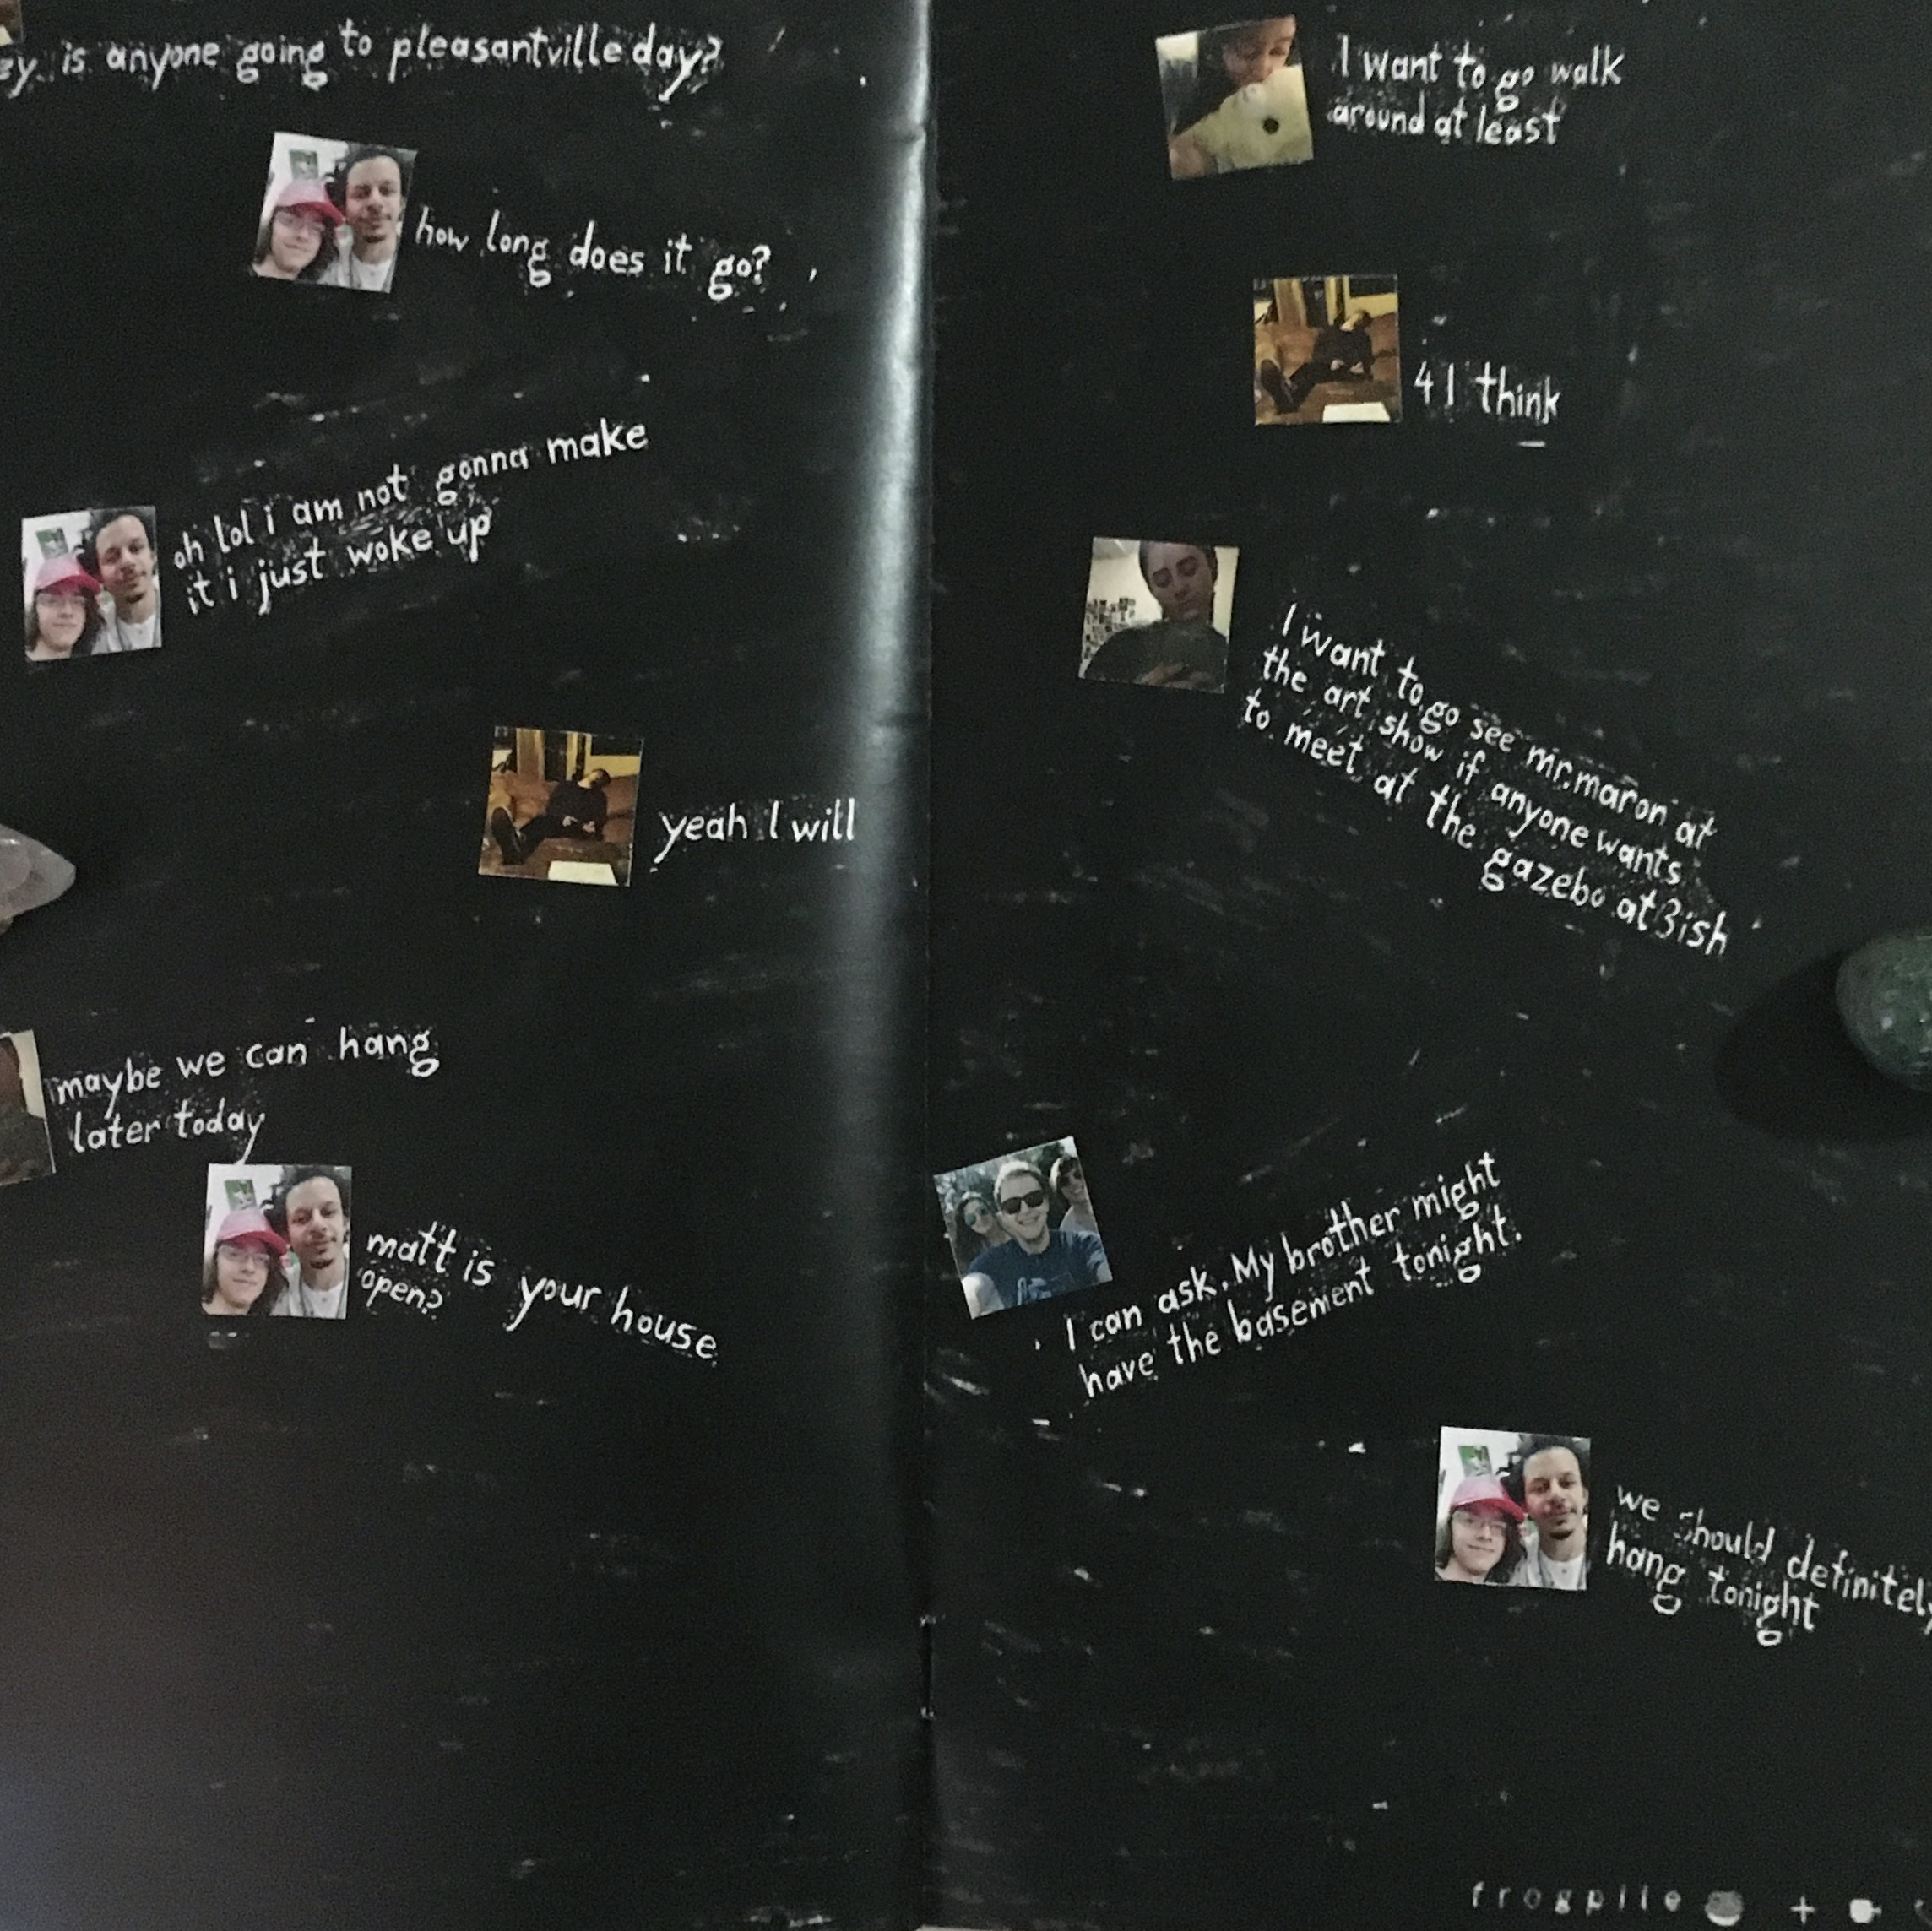 is anyone going to pleasantville day?
how long does it go?
oh lol i am not gonna make
it i just woke up
yeah I will
maybe we can hang
later today
matt is your house
open?
I want to go walk
around at least
4 I think
I want to go see mr.maron at
the art show if anyone wants
to meet at the gazebo at 3ish
I can ask. My brother might
have the basement tonight.
we should definitely
hang tonight
frogpile +